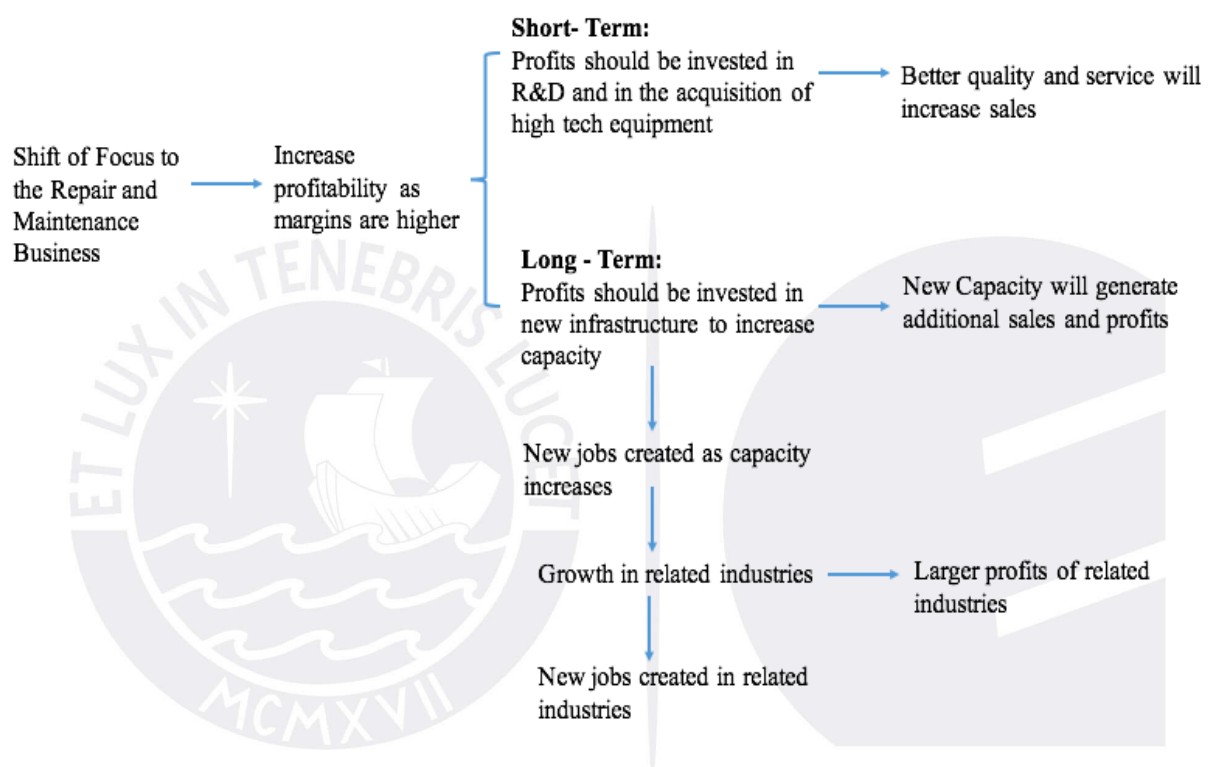 Shift of Focus to
the Repair and
Maintenance
Business
Increase
profitability as
margins are higher
Short- Term:
Profits should be invested in
R&D and in the acquisition of
high tech equipment
Better quality and service will
increase sales
Long - Term:
Profits should be invested in
new infrastructure to increase
capacity
New Capacity will generate
additional sales and profits
New jobs created as capacity
increases
Growth in related industries
Larger profits of related
industries
New jobs created in related
industries
ET LUX IN TENEBRIS LUCET
MCMXVII